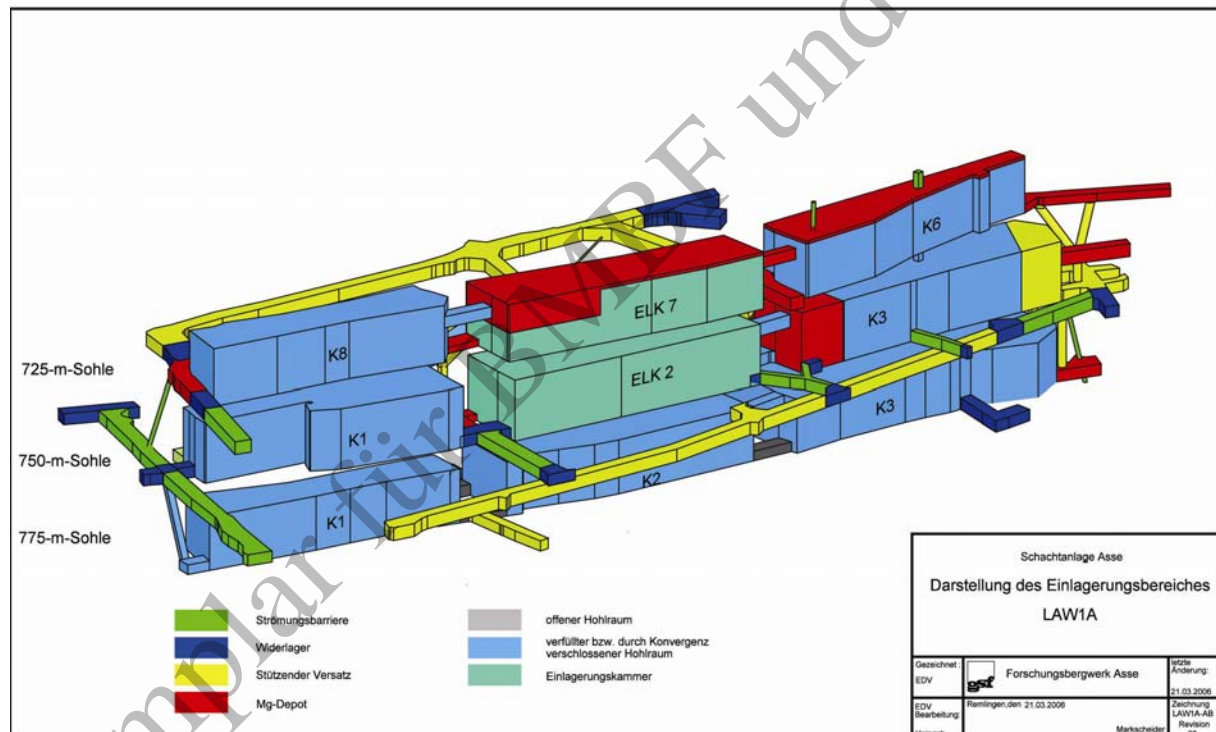 mplar für BMBF und
K6
K3
ELK 7
K8
725-m-Sohle
ELK 2
K3
K1
750-m-Sohle
K2
K1
775-m-Sohle
Strömungsbarriere
Widerlager
Stützender Versatz
Mg-Depot
offener Hohlraum
verfüllter bzw. durch Konvergenz
verschlossener Hohlraum
Einlagerungskammer
Schachtanlage Asse
Darstellung des Einlagerungsbereiches
LAW1A
Gezeichnet :
EDV
gsf
Forschungsbergwerk Asse
letzte
Änderung:
21.03.2006
EDV
Bearbeitung:
Remlingen,den 21.03.2006
Markscheider
Zeichnung
LAW1A-AB
Revision